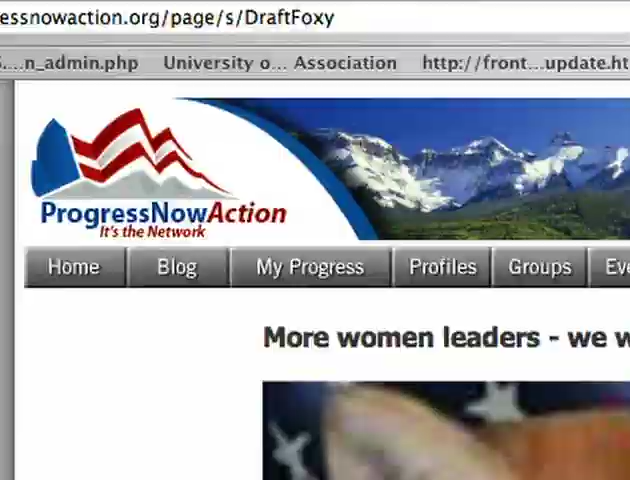 essnowaction.org/page/s/DraftFoxy
....n_admin.php University o... Association http://front...update.ht
ProgressNowAction
It's the Network
Home Blog My Progress Profiles Groups Eve
More women leaders - we w